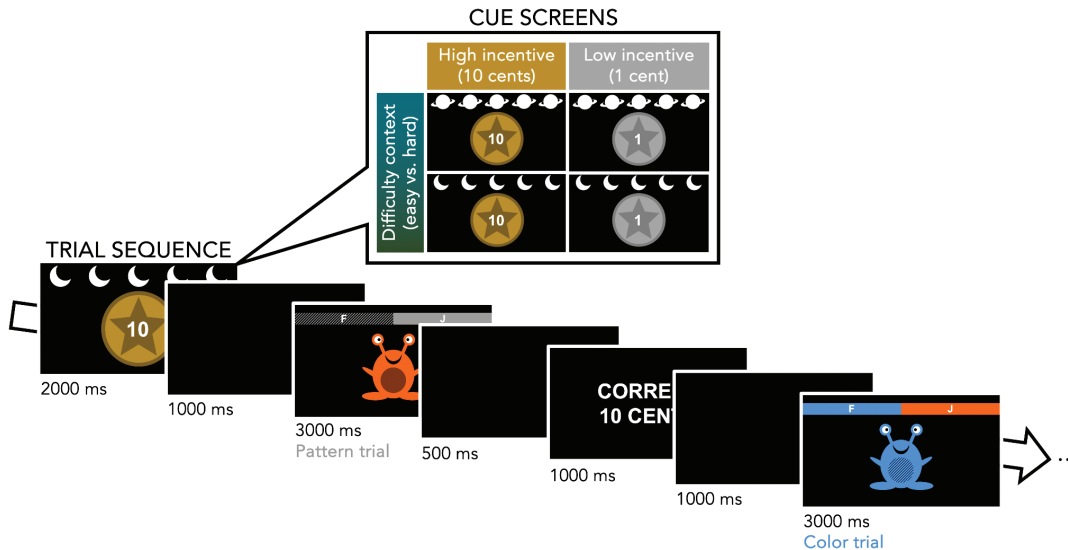 CUE SCREENS
High incentive
(10 cents)
Low incentive
(1 cent)
Difficulty context
(easy vs. hard)
10
1
10
1
TRIAL SEQUENCE
10
2000 ms
1000 ms
F J
3000 ms
Pattern trial
500 ms
CORRE
10 CENT
1000 ms
1000 ms
F J
3000 ms
Color trial
..